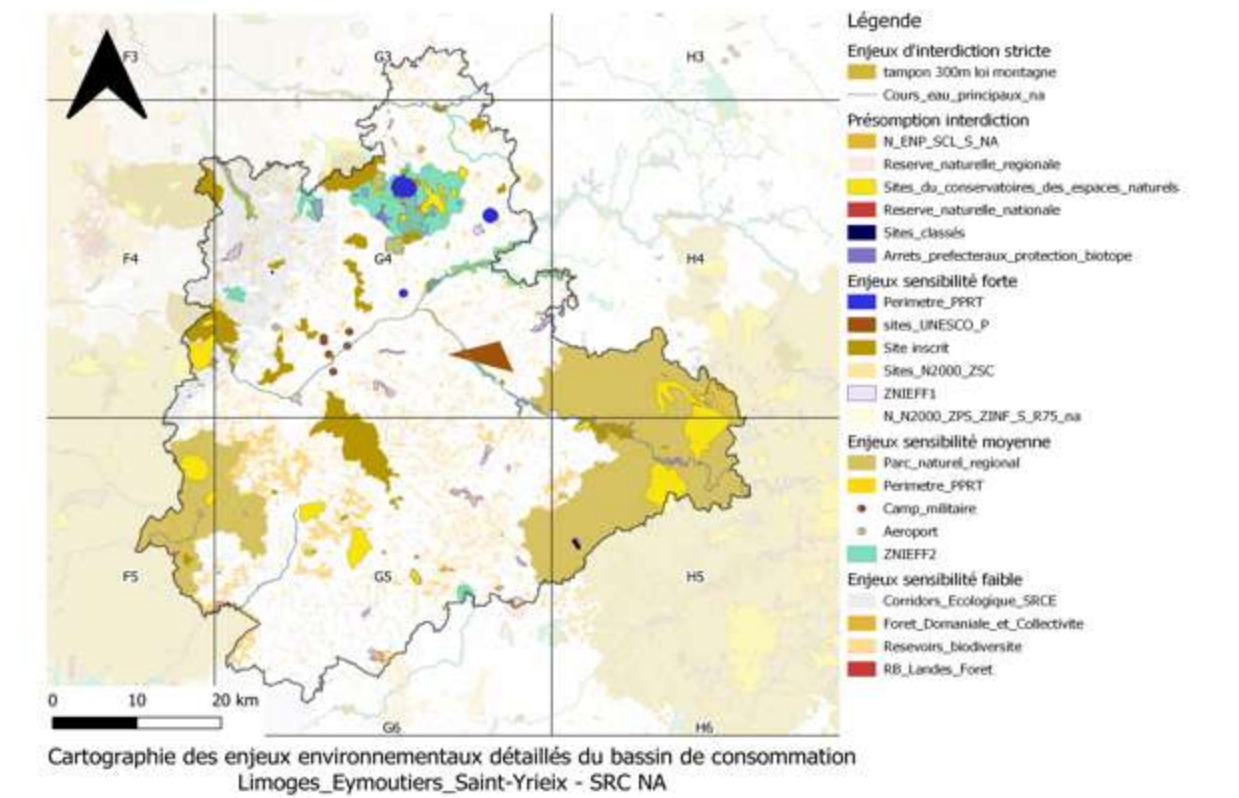 F3
G3
H3
F4
G4
H4
F5
G5
H5
G6
H6
0 10 20 km
Cartographie des enjeux environnementaux détaillés du bassin de consommation
Limoges_Eymoutiers_Saint-Yrieix - SRC NA
Légende
Enjeux d'interdiction stricte
tampon 300m loi montagne
Cours_eau_principaux_na
Présomption interdiction
N_ENP_SCL_S_NA
Reserve_naturelle_regionale
Sites_du_conservatoires_des_espaces_naturels
Reserve_naturelle_nationale
Sites_classés
Arrets_prefecteraux_protection_biotope
Enjeux sensibilité forte
Perimetre_PPRT
sites_UNESCO_P
Site inscrit
Sites_N2000_ZSC
ZNIEFF1
N_N2000_ZPS_ZINF_S_R75_na
Enjeux sensibilité moyenne
Parc_naturel_regional
Perimetre_PPRT
Camp_militaire
Aeroport
ZNIEFF2
Enjeux sensibilité faible
Corridors_Ecologique_SRCE
Foret_Domaniale_et_Collectivite
Resevoirs_biodiversite
RB_Landes_Foret